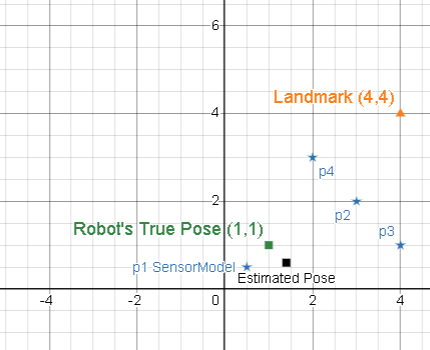 6
Landmark (4,4)
4
p4
2
p2
p3
Robot's True Pose (1,1)
p1 SensorModel
Estimated Pose
-4
-2
0
2
4